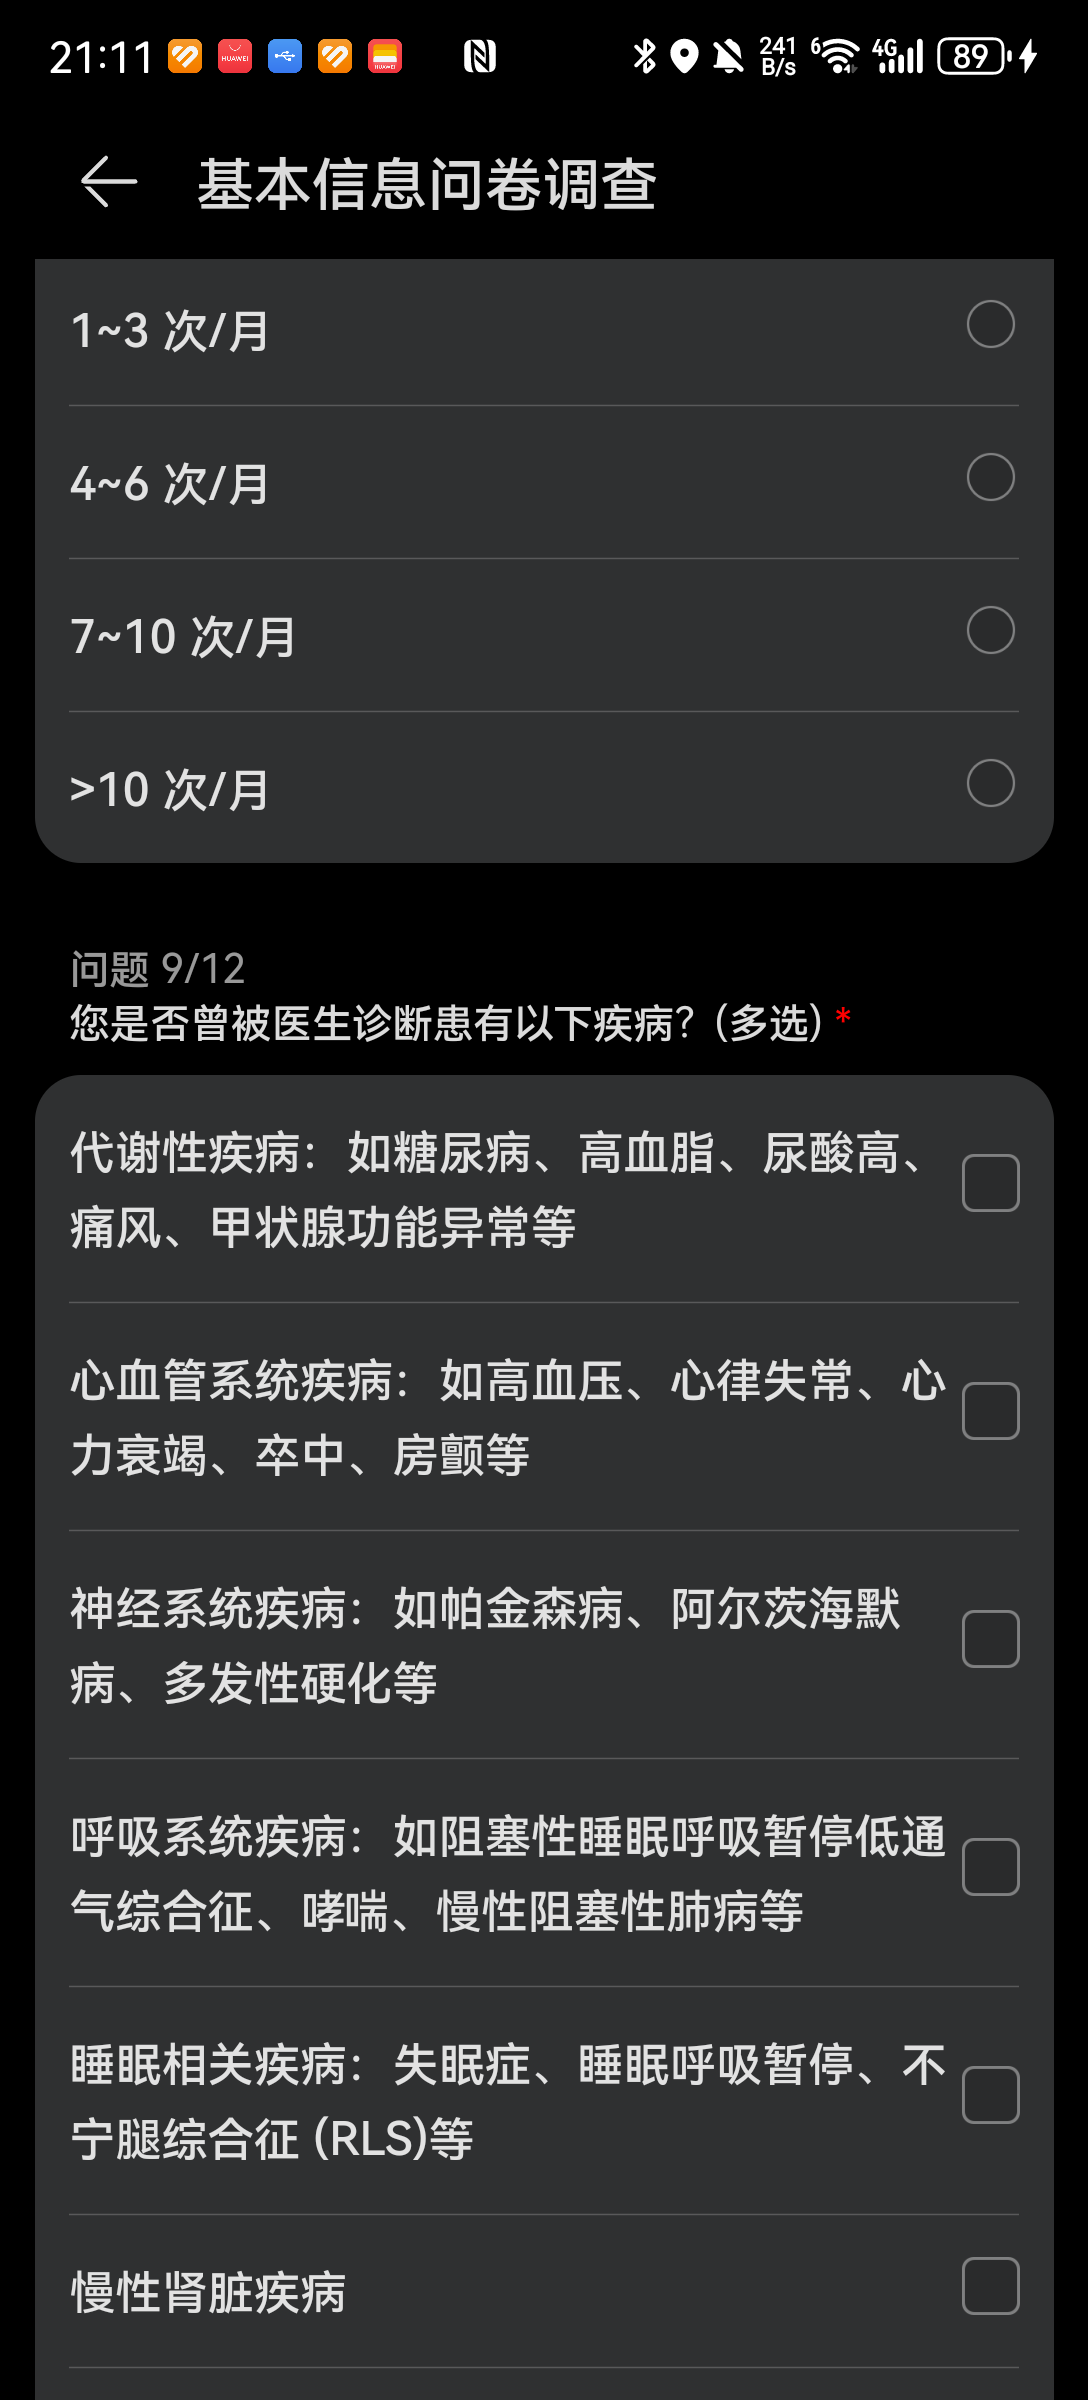 21:11
HUAWEI
HUAWEI
241
B/s
6
4G
89
基本信息问卷调查
1~3 次/月
4~6 次/月
7~10 次/月
>10 次/月
问题 9/12
您是否曾被医生诊断患有以下疾病？(多选) *
代谢性疾病：如糖尿病、高血脂、尿酸高、
痛风、甲状腺功能异常等
心血管系统疾病：如高血压、心律失常、心
力衰竭、卒中、房颤等
神经系统疾病：如帕金森病、阿尔茨海默
病、多发性硬化等
呼吸系统疾病：如阻塞性睡眠呼吸暂停低通
气综合征、哮喘、慢性阻塞性肺病等
睡眠相关疾病：失眠症、睡眠呼吸暂停、不
宁腿综合征 (RLS)等
慢性肾脏疾病